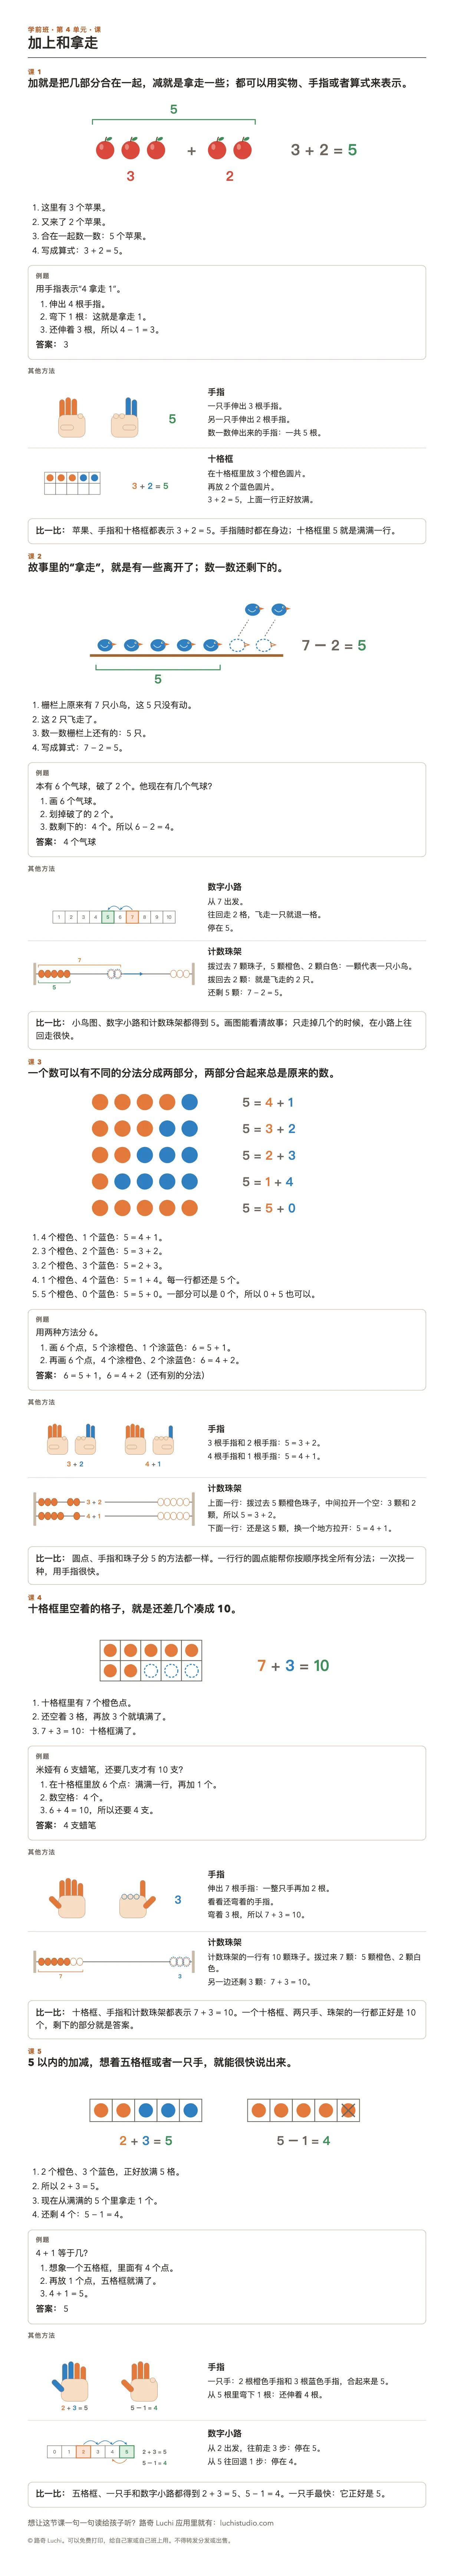 学前班 · 第 4 单元 · 课
加上和拿走
课 1
加就是把几部分合在一起，减就是拿走一些；都可以用实物、手指或者算式来表示。
5
+
3 + 2 = 5
3
2
1. 这里有 3 个苹果。
2. 又来了 2 个苹果。
3. 合在一起数一数：5 个苹果。
4. 写成算式：3 + 2 = 5。
例题
用手指表示“4 拿走 1”。
1. 伸出 4 根手指。
2. 弯下 1 根：这就是拿走 1。
3. 还伸着 3 根，所以 4 − 1 = 3。
答案： 3
其他方法
5
手指
一只手伸出 3 根手指。
另一只手伸出 2 根手指。
数一数伸出来的手指：一共 5 根。
3 + 2 = 5
十格框
在十格框里放 3 个橙色圆片。
再放 2 个蓝色圆片。
3 + 2 = 5，上面一行正好放满。
比一比： 苹果、手指和十格框都表示 3 + 2 = 5。手指随时都在身边；十格框里 5 就是满满一行。
课 2
故事里的“拿走”，就是有一些离开了；数一数还剩下的。
7 − 2 = 5
5
1. 栅栏上原来有 7 只小鸟，这 5 只没有动。
2. 这 2 只飞走了。
3. 数一数栅栏上还有的：5 只。
4. 写成算式：7 − 2 = 5。
例题
本有 6 个气球，破了 2 个。他现在有几个气球？
1. 画 6 个气球。
2. 划掉破了的 2 个。
3. 数剩下的：4 个。所以 6 − 2 = 4。
答案： 4 个气球
其他方法
1 2 3 4 5 6 7 8 9 10
数字小路
从 7 出发。
往回走 2 格，飞走一只就退一格。
停在 5。
7
5
计数珠架
拨过去 7 颗珠子，5 颗橙色、2 颗白色：一颗代表一只小鸟。
拨回去 2 颗：就是飞走的 2 只。
还剩 5 颗：7 − 2 = 5。
比一比： 小鸟图、数字小路和计数珠架都得到 5。画图能看清故事；只走掉几个的时候，在小路上往
回走很快。
课 3
一个数可以有不同的分法分成两部分，两部分合起来总是原来的数。
5 = 4 + 1
5 = 3 + 2
5 = 2 + 3
5 = 1 + 4
5 = 5 + 0
1. 4 个橙色、1 个蓝色：5 = 4 + 1。
2. 3 个橙色、2 个蓝色：5 = 3 + 2。
3. 2 个橙色、3 个蓝色：5 = 2 + 3。
4. 1 个橙色、4 个蓝色：5 = 1 + 4。每一行都还是 5 个。
5. 5 个橙色、0 个蓝色：5 = 5 + 0。一部分可以是 0 个，所以 0 + 5 也可以。
例题
用两种方法分 6。
1. 画 6 个点，5 个涂橙色、1 个涂蓝色：6 = 5 + 1。
2. 再画 6 个点，4 个涂橙色、2 个涂蓝色：6 = 4 + 2。
答案： 6 = 5 + 1，6 = 4 + 2（还有别的分法）
其他方法
3 + 2
4 + 1
手指
3 根手指和 2 根手指：5 = 3 + 2。
4 根手指和 1 根手指：5 = 4 + 1。
3 + 2
4 + 1
计数珠架
上面一行：拨过去 5 颗橙色珠子，中间拉开一个空：3 颗和 2
颗，所以 5 = 3 + 2。
下面一行：还是这 5 颗，换一个地方拉开：5 = 4 + 1。
比一比： 圆点、手指和珠子分 5 的方法都一样。一行行的圆点能帮你按顺序找全所有分法；一次找一
种，用手指很快。
课 4
十格框里空着的格子，就是还差几个凑成 10。
7 + 3 = 10
1. 十格框里有 7 个橙色点。
2. 还空着 3 格，再放 3 个就填满了。
3. 7 + 3 = 10：十格框满了。
例题
米娅有 6 支蜡笔，还要几支才有 10 支？
1. 在十格框里放 6 个点：满满一行，再加 1 个。
2. 数空格：4 个。
3. 6 + 4 = 10，所以还要 4 支。
答案： 4 支蜡笔
其他方法
3
手指
伸出 7 根手指：一整只手再加 2 根。
看看还弯着的手指。
弯着 3 根，所以 7 + 3 = 10。
7
3
计数珠架
计数珠架的一行有 10 颗珠子。拨过来 7 颗：5 颗橙色、2 颗白
色。
另一边还剩 3 颗：7 + 3 = 10。
比一比： 十格框、手指和计数珠架都表示 7 + 3 = 10。一个十格框、两只手、珠架的一行都正好是 10
个，剩下的部分就是答案。
课 5
5 以内的加减，想着五格框或者一只手，就能很快说出来。
2 + 3 = 5
5 − 1 = 4
1. 2 个橙色、3 个蓝色，正好放满 5 格。
2. 所以 2 + 3 = 5。
3. 现在从满满的 5 个里拿走 1 个。
4. 还剩 4 个：5 − 1 = 4。
例题
4 + 1 等于几？
1. 想象一个五格框，里面有 4 个点。
2. 再放 1 个点，五格框就满了。
3. 4 + 1 = 5。
答案： 5
其他方法
2 + 3 = 5
5 − 1 = 4
手指
一只手：2 根橙色手指和 3 根蓝色手指，合起来是 5。
从 5 根里弯下 1 根：还伸着 4 根。
0 1 2 3 4 5
2 + 3 = 5
5 − 1 = 4
数字小路
从 2 出发，往前走 3 步：停在 5。
从 5 往回退 1 步：停在 4。
比一比： 五格框、一只手和数字小路都得到 2 + 3 = 5、5 − 1 = 4。一只手最快：它正好是 5。
想让这节课一句一句读给孩子听？路奇 Luchi 应用里就有：luchistudio.com
© 路奇 Luchi。可以免费打印，给自己家或自己班上用。不得转发分发或出售。